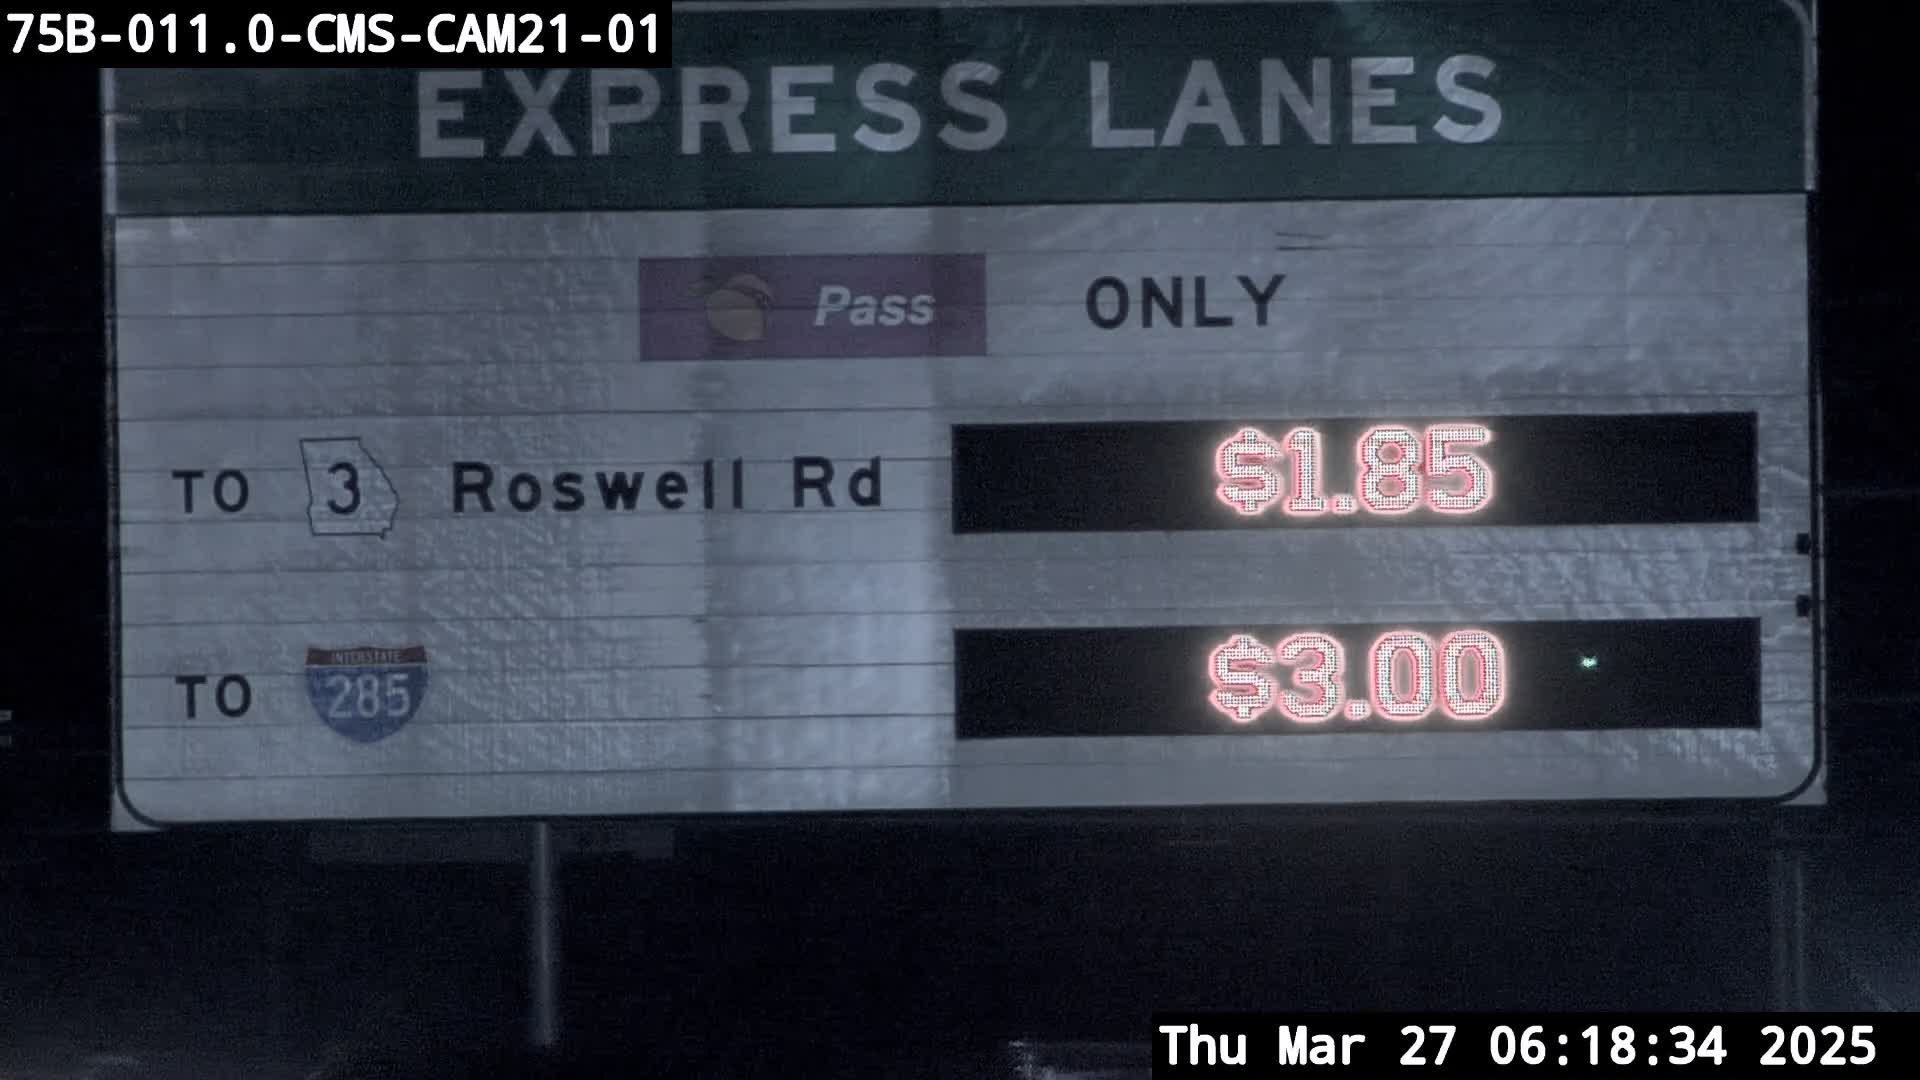 75B-011.0-CMS-CAM21-01
EXPRESS LANES
Pass ONLY
TO 3 Roswell Rd $1.85
INTERSTATE
TO 285 $3.00
Thu Mar 27 06:18:34 2025